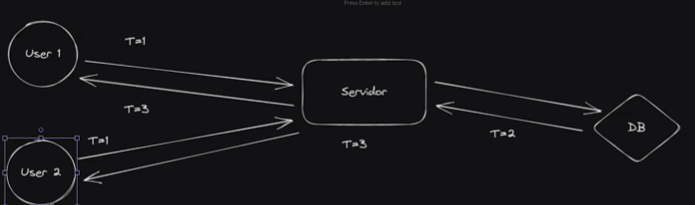 Press Enter to add text
T=1
User 1
Servidor
T=3
DB
T=1
T=2
T=3
User 2